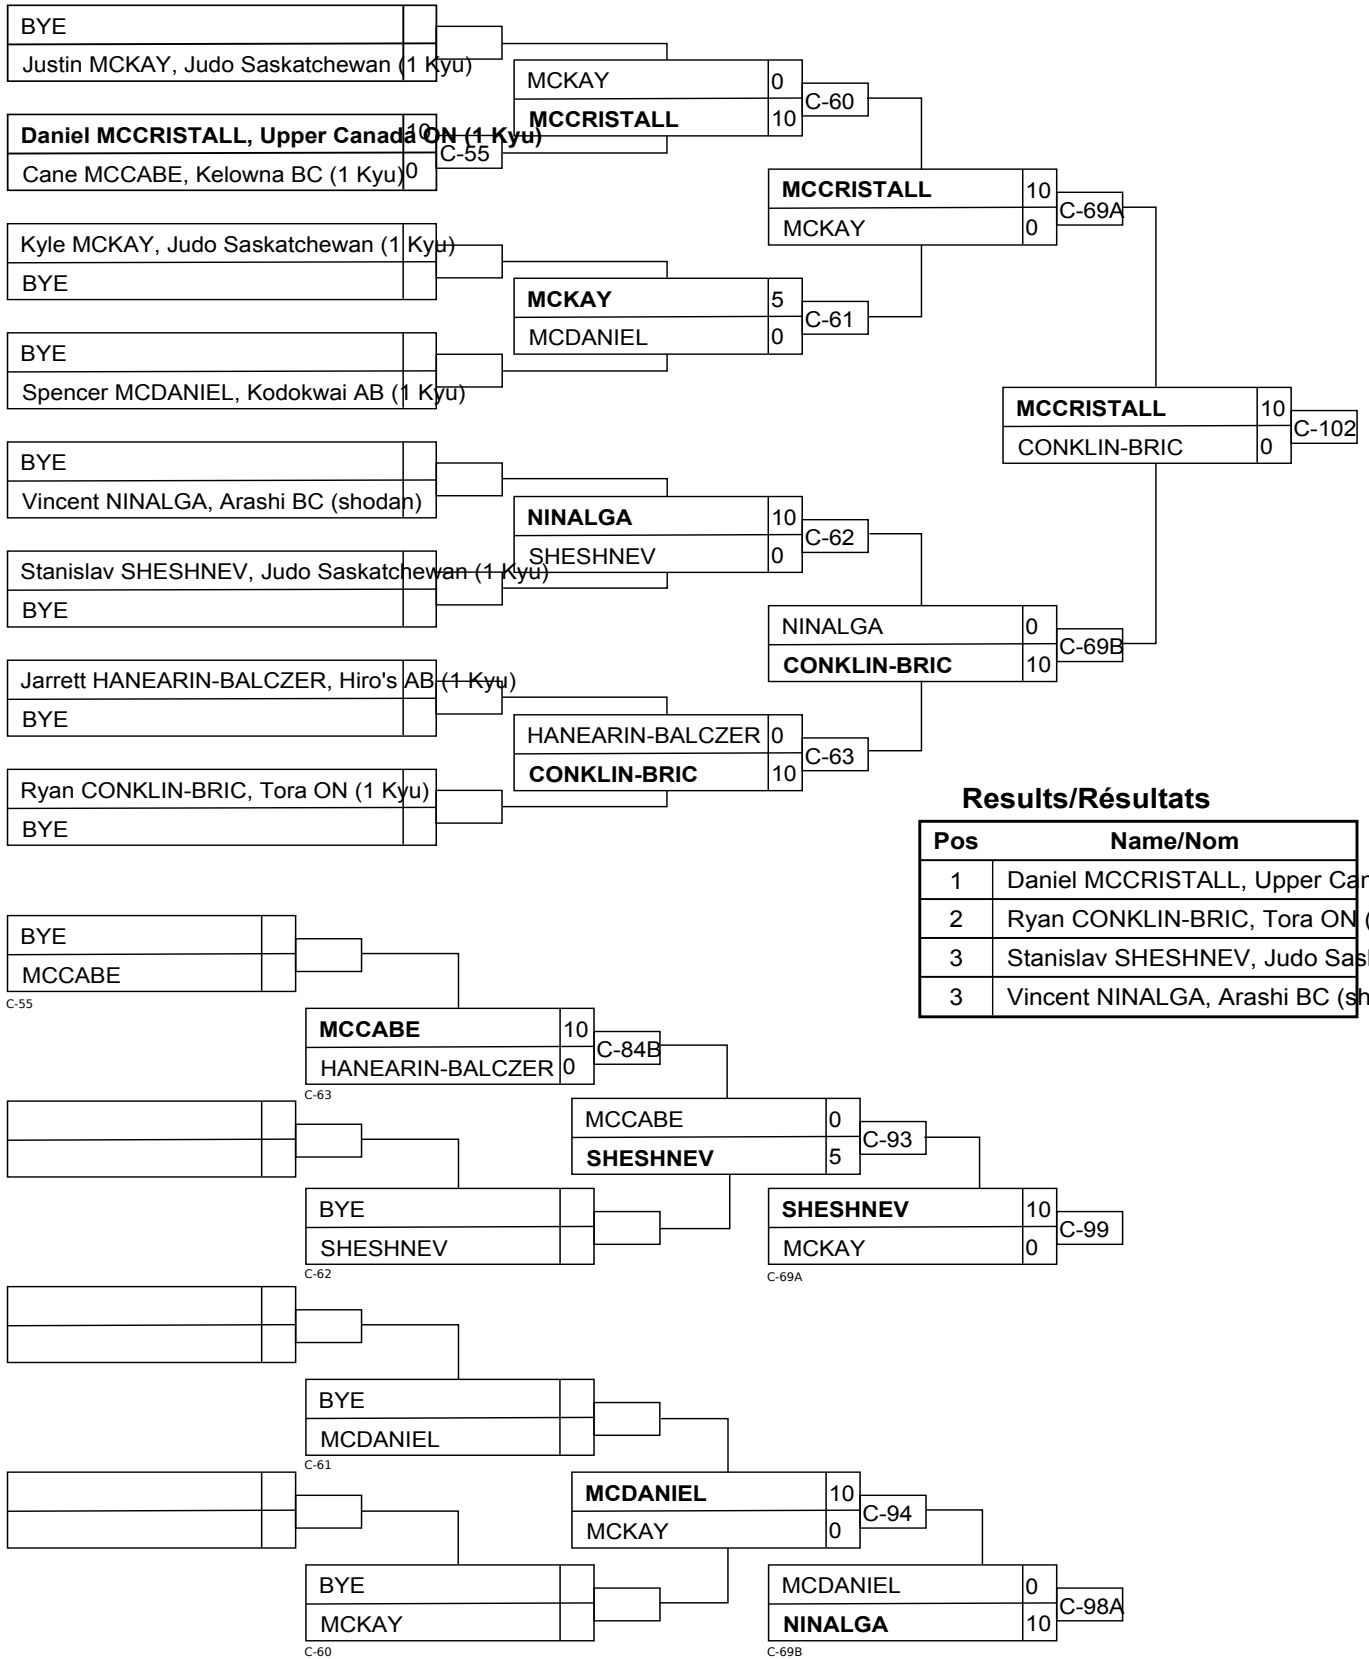 BYE
Justin MCKAY, Judo Saskatchewan (1 Kyu)
Daniel MCCRISTALL, Upper Canada ON (1 Kyu) 10
Cane MCCABE, Kelowna BC (1 Kyu) 0
C-55
Kyle MCKAY, Judo Saskatchewan (1 Kyu)
BYE
BYE
Spencer MCDANIEL, Kodokwai AB (1 Kyu)
BYE
Vincent NINALGA, Arashi BC (shodan)
Stanislav SHESHNEV, Judo Saskatchewan (1 Kyu)
BYE
Jarrett HANEARIN-BALCZER, Hiro's AB (1 Kyu)
BYE
Ryan CONKLIN-BRIC, Tora ON (1 Kyu)
BYE
MCKAY 0
MCCRISTALL 10
C-60
MCKAY 5
MCDANIEL 0
C-61
NINALGA 10
SHESHNEV 0
C-62
HANEARIN-BALCZER 0
CONKLIN-BRIC 10
C-63
MCCRISTALL 10
MCKAY 0
C-69A
NINALGA 0
CONKLIN-BRIC 10
C-69B
MCCRISTALL 10
CONKLIN-BRIC 0
C-102
Results/Résultats
Pos Name/Nom
1 Daniel MCCRISTALL, Upper Can
2 Ryan CONKLIN-BRIC, Tora ON (
3 Stanislav SHESHNEV, Judo Sas
3 Vincent NINALGA, Arashi BC (sh
BYE
MCCABE
C-55
MCCABE 10
HANEARIN-BALCZER 0
C-84B
C-63
BYE
SHESHNEV
C-62
MCCABE 0
SHESHNEV 5
C-93
SHESHNEV 10
MCKAY 0
C-99
C-69A
BYE
MCDANIEL
C-61
BYE
MCKAY
C-60
MCDANIEL 10
MCKAY 0
C-94
MCDANIEL 0
NINALGA 10
C-98A
C-69B